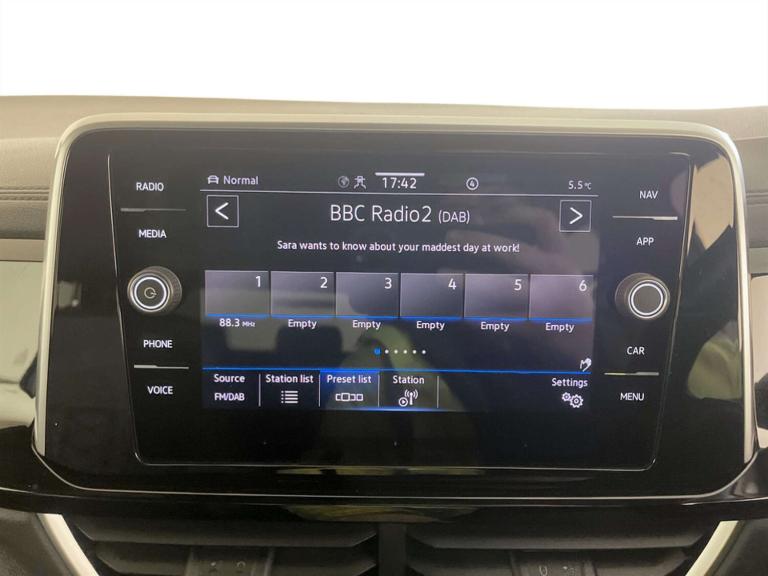 RADIO
MEDIA
PHONE
VOICE
Normal
17:42
4
5.5°C
< BBC Radio2 (DAB) >
Sara wants to know about your maddest day at work!
1 2 3 4 5 6
88.3 MHz Empty Empty Empty Empty Empty
Source Station list Preset list Station Settings
FM/DAB
NAV
APP
CAR
MENU